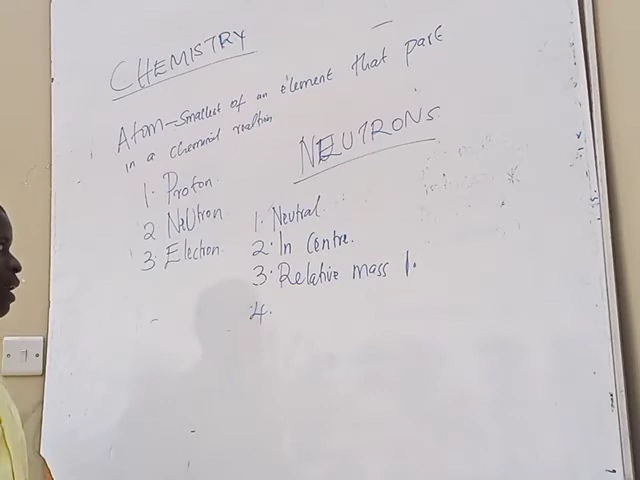 CHEMISTRY
Atom - Smallest of an element that part
in a chemical reaction
1. Proton
2 Neutron
3. Election
NEUTRONS
1. Neutral
2. In Centre.
3. Relative mass 1.
4.